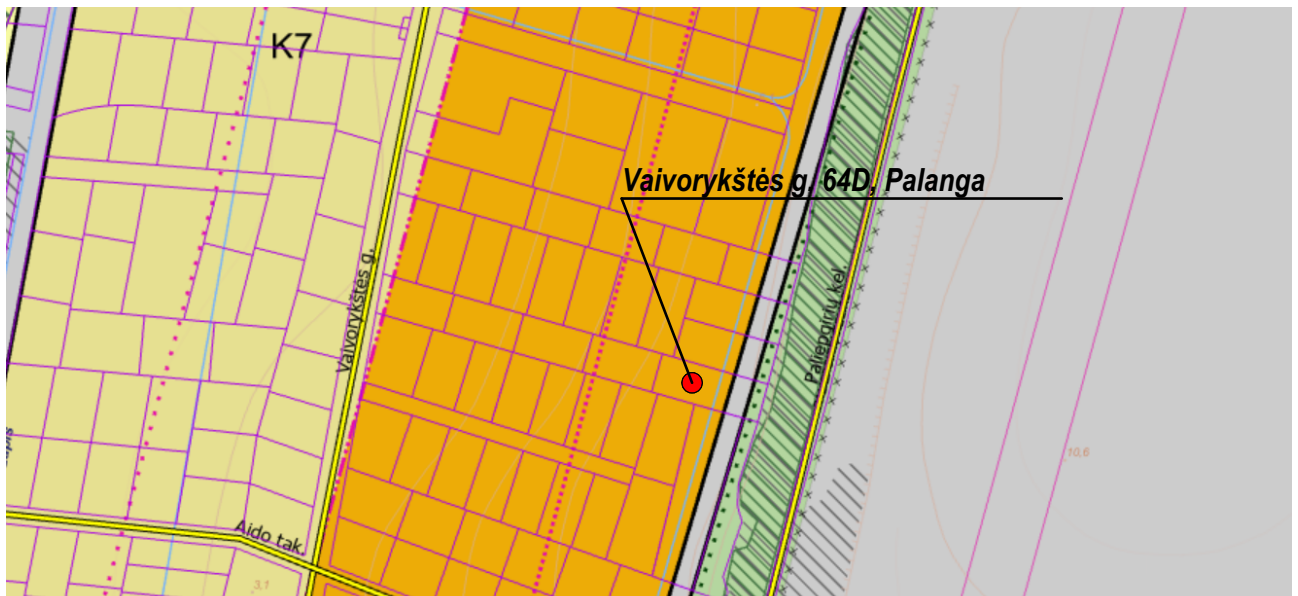 K7
Vaivorykštės g. 64D, Palanga
Vaivorykštės g.
Paliepgirių kel.
10,6
Aido tak.
3,1